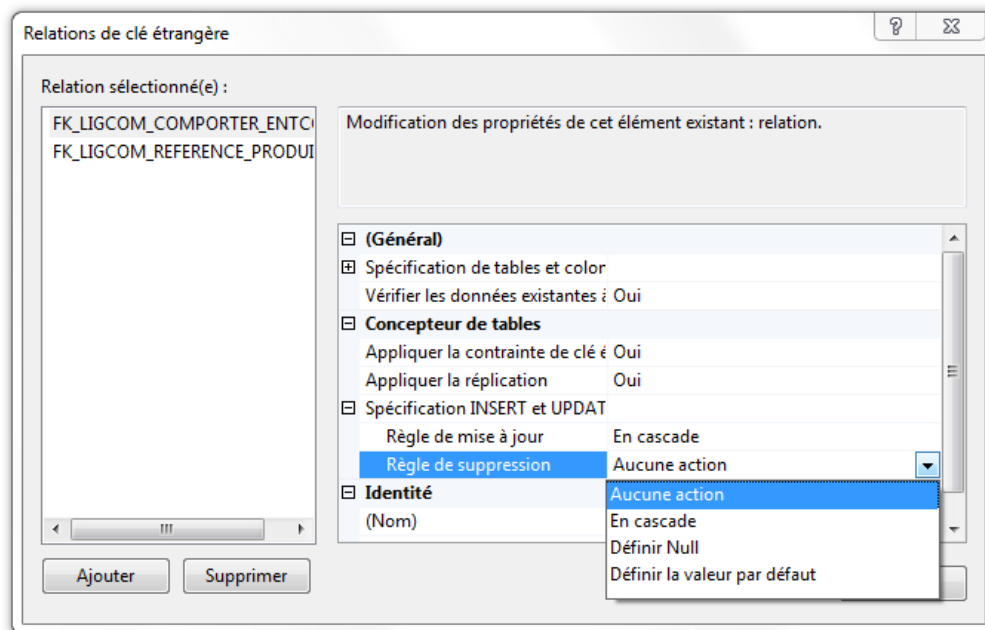 Relations de clé étrangère
Relation sélectionné(e) :
FK_LIGCOM_COMPORTER_ENTC
FK_LIGCOM_REFERENCE_PRODUI
Modification des propriétés de cet élément existant : relation.
(Général)
Spécification de tables et color
Vérifier les données existantes à Oui
Concepteur de tables
Appliquer la contrainte de clé é Oui
Appliquer la réplication Oui
Spécification INSERT et UPDAT
Règle de mise à jour En cascade
Règle de suppression Aucune action
Identité
(Nom)
Aucune action
En cascade
Définir Null
Définir la valeur par défaut
Ajouter Supprimer